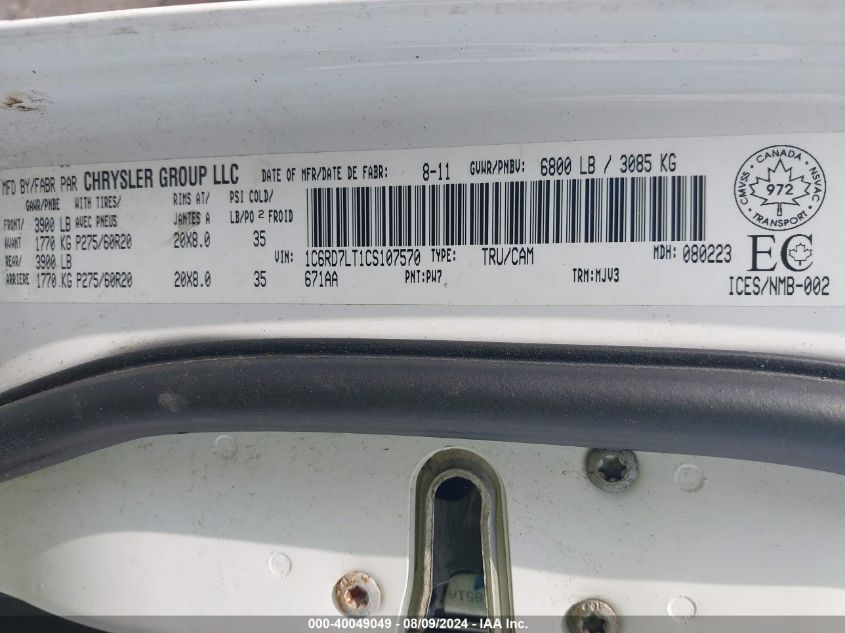 MFD BY/FABR PAR CHRYSLER GROUP LLC DATE OF MFR/DATE DE FABR: 8-11 GVWR/PNBV: 6800 LB / 3085 KG
GAWR/PNBE WITH TIRES/ RIMS AT/ PSI COLD/
FRONT/ 3900 LB AVEC PNEUS JANTES A LB/PO 2 FROID
AVANT 1770 KG P275/60R20 20X8.0 35
REAR/ 3900 LB
ARRIERE 1770 KG P275/60R20 20X8.0 35
VIN: 1C6RD7LT1CS107570 TYPE: TRU/CAM MDH: 080223
671AA PNT:PW7 TRM:MJV3
CANADA
CMVSS 972 NSVAC
TRANSPORT
EC
ICES/NMB-002
851A
000-40049049 - 08/09/2024 - IAA Inc.